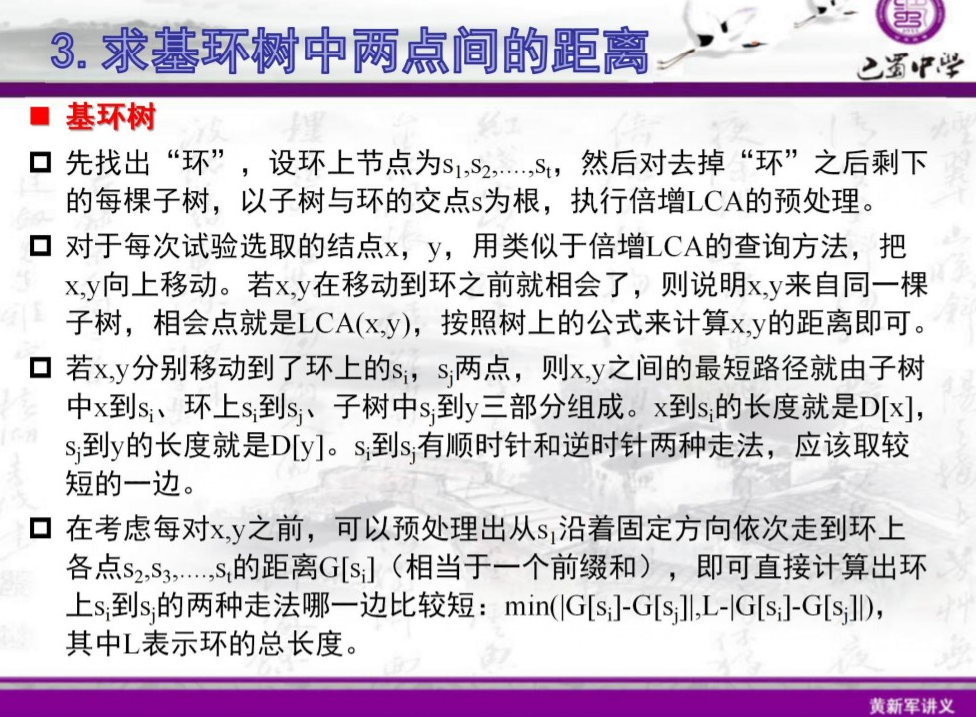 3.求基环树中两点间的距离
巴蜀中学
基环树
先找出“环”，设环上节点为s₁,s₂,....,sₜ，然后对去掉“环”之后剩下
的每棵子树，以子树与环的交点s为根，执行倍增LCA的预处理。
对于每次试验选取的结点x，y，用类似于倍增LCA的查询方法，把
x,y向上移动。若x,y在移动到环之前就相会了，则说明x,y来自同一棵
子树，相会点就是LCA(x,y)，按照树上的公式来计算x,y的距离即可。
若x,y分别移动到了环上的sᵢ，sⱼ两点，则x,y之间的最短路径就由子树
中x到sᵢ、环上sᵢ到sⱼ、子树中sⱼ到y三部分组成。x到sᵢ的长度就是D[x]，
sⱼ到y的长度就是D[y]。sᵢ到sⱼ有顺时针和逆时针两种走法，应该取较
短的一边。
在考虑每对x,y之前，可以预处理出从s₁沿着固定方向依次走到环上
各点s₂,s₃,....,sₜ的距离G[sᵢ]（相当于一个前缀和），即可直接计算出环
上sᵢ到sⱼ的两种走法哪一边比较短：min(|G[sᵢ]-G[sⱼ]|,L-|G[sᵢ]-G[sⱼ]|)，
其中L表示环的总长度。
黄新军讲义